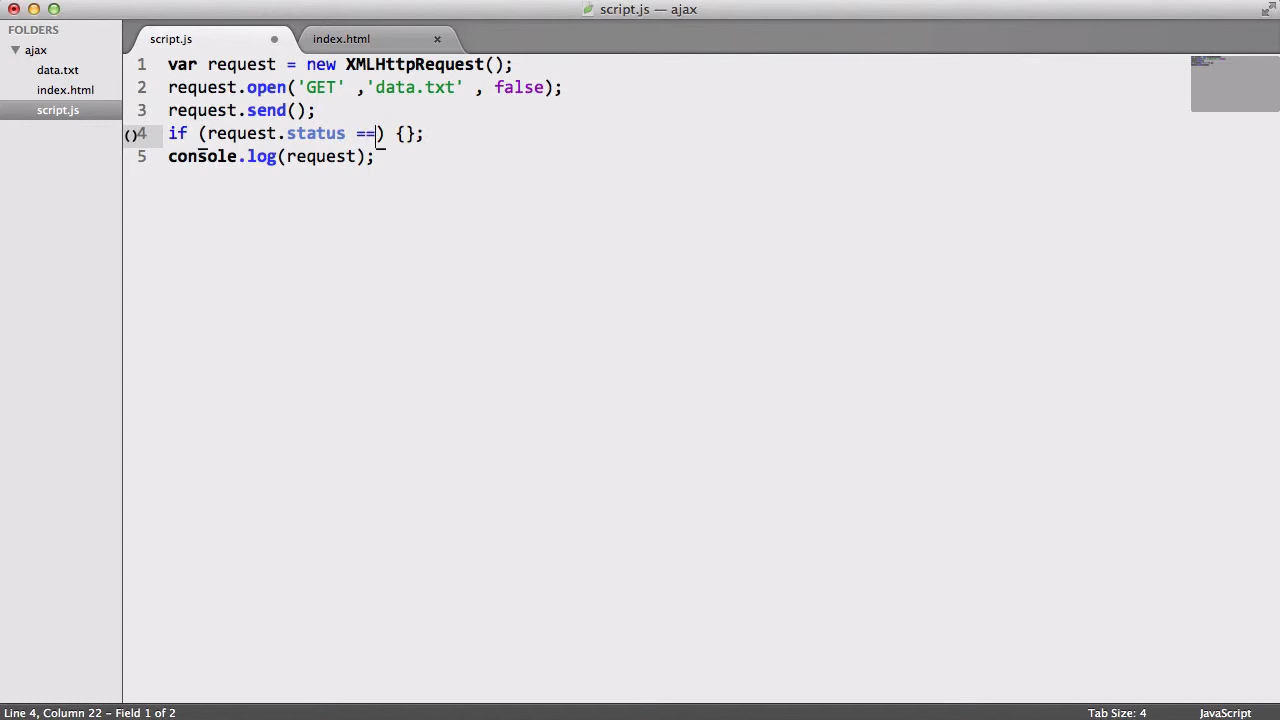 script.js — ajax
FOLDERS
ajax
data.txt
index.html
script.js
script.js
index.html ×
1 var request = new XMLHttpRequest();
2 request.open('GET' ,'data.txt' , false);
3 request.send();
()4 if (request.status ==) {};
5 console.log(request);
Line 4, Column 22 – Field 1 of 2
Tab Size: 4
JavaScript